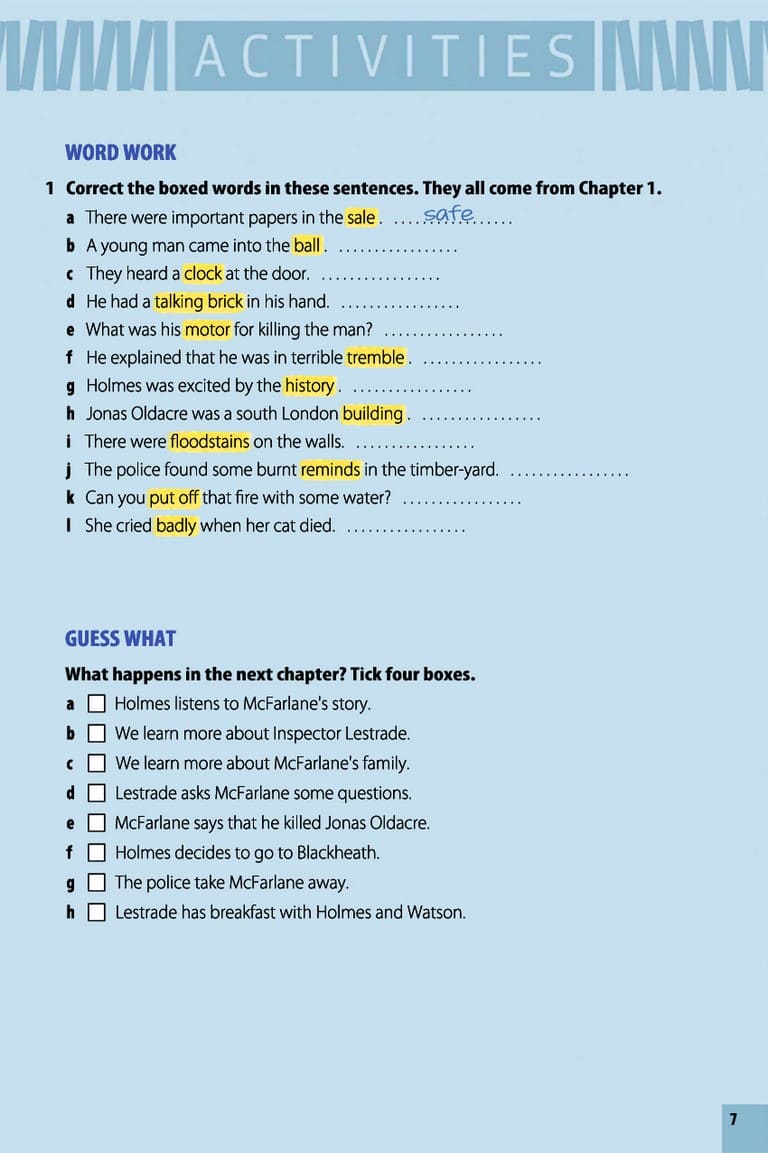 ACTIVITIES
WORD WORK
1 Correct the boxed words in these sentences. They all come from Chapter 1.
a There were important papers in the sale. .....safe......
b A young man came into the ball. .................
c They heard a clock at the door. .................
d He had a talking brick in his hand. .................
e What was his motor for killing the man? .................
f He explained that he was in terrible tremble. .................
g Holmes was excited by the history. .................
h Jonas Oldacre was a south London building. .................
i There were floodstains on the walls. .................
j The police found some burnt reminds in the timber-yard. .................
k Can you put off that fire with some water? .................
l She cried badly when her cat died. .................
GUESS WHAT
What happens in the next chapter? Tick four boxes.
a Holmes listens to McFarlane's story.
b We learn more about Inspector Lestrade.
c We learn more about McFarlane's family.
d Lestrade asks McFarlane some questions.
e McFarlane says that he killed Jonas Oldacre.
f Holmes decides to go to Blackheath.
g The police take McFarlane away.
h Lestrade has breakfast with Holmes and Watson.
7